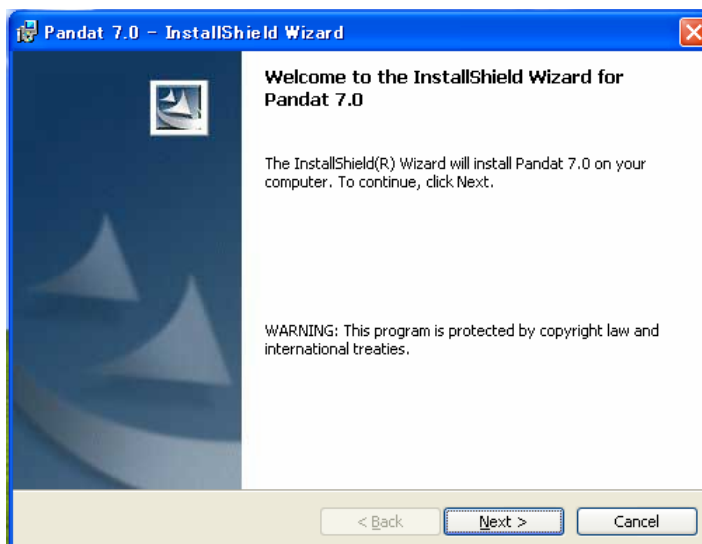 Pandat 7.0 - InstallShield Wizard
Welcome to the InstallShield Wizard for
Pandat 7.0
The InstallShield(R) Wizard will install Pandat 7.0 on your
computer. To continue, click Next.
WARNING: This program is protected by copyright law and
international treaties.
< Back Next > Cancel